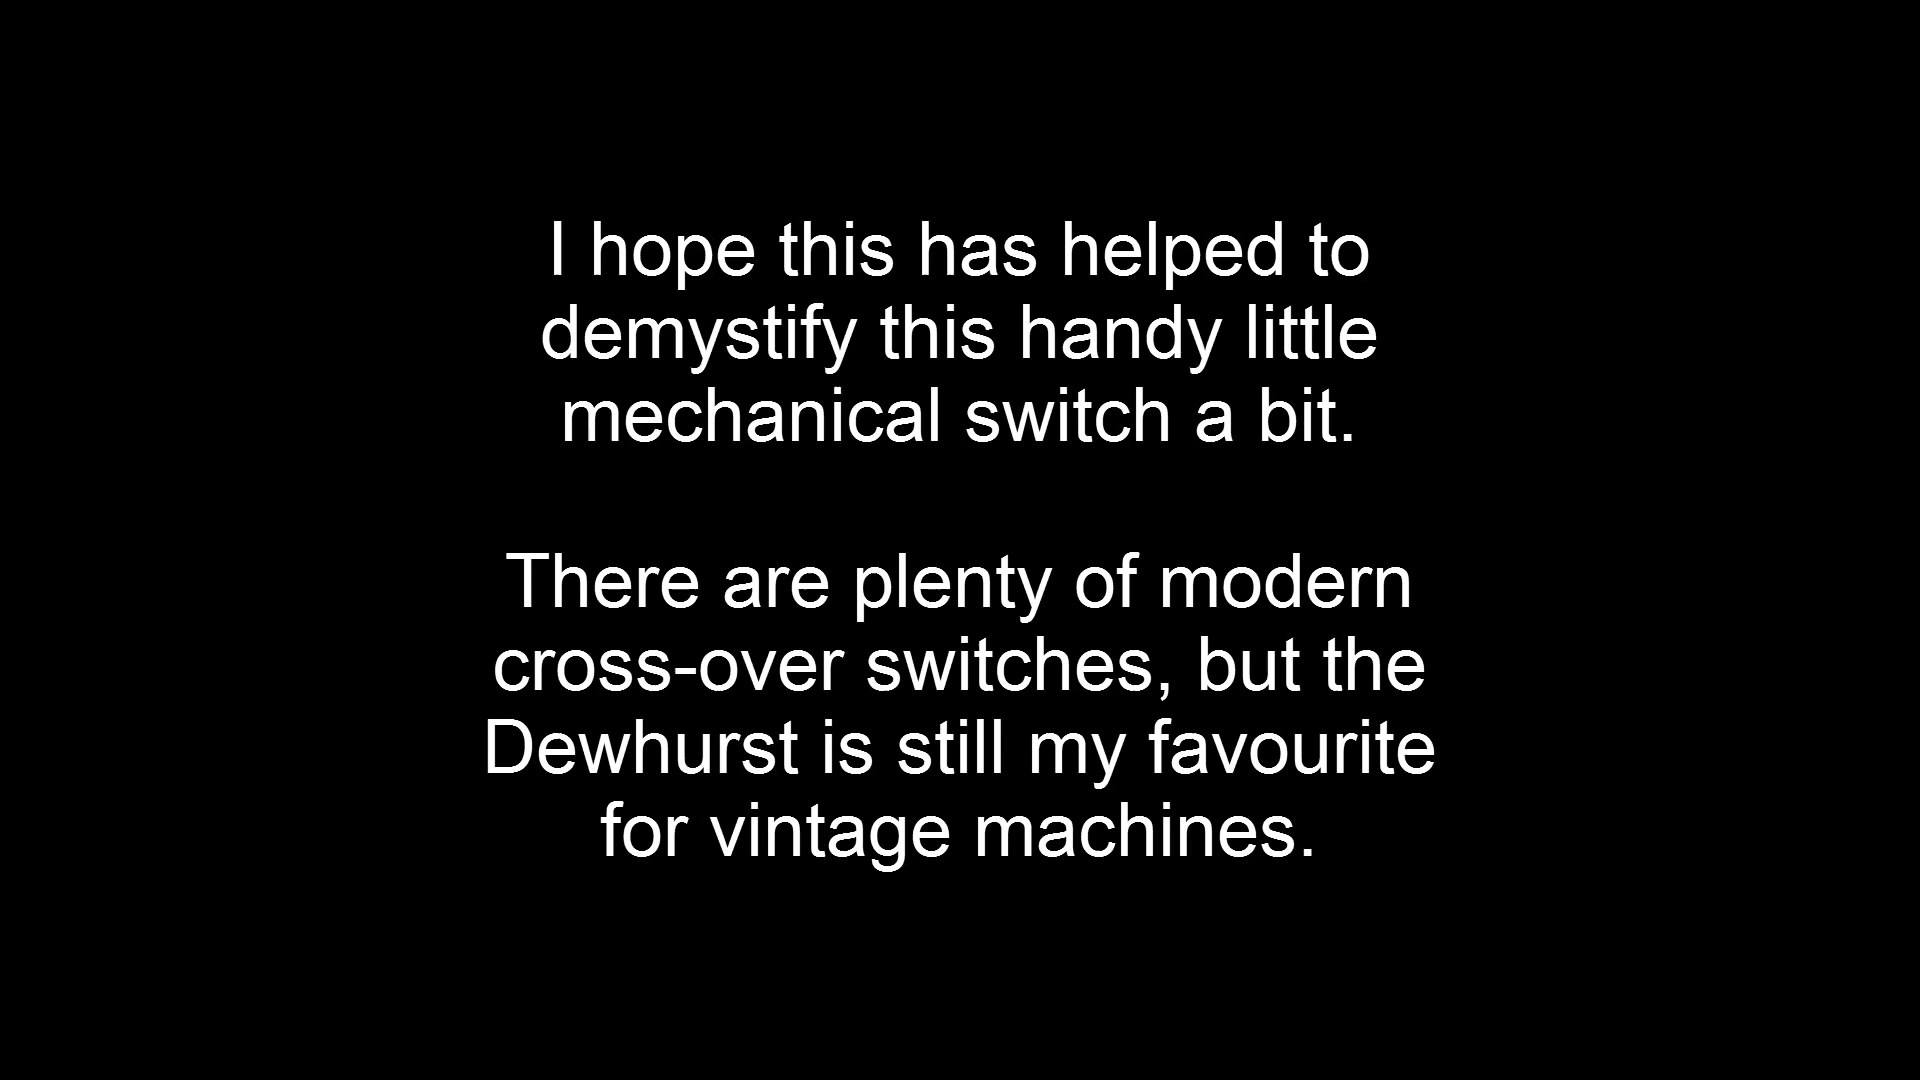 I hope this has helped to
demystify this handy little
mechanical switch a bit.
There are plenty of modern
cross-over switches, but the
Dewhurst is still my favourite
for vintage machines.